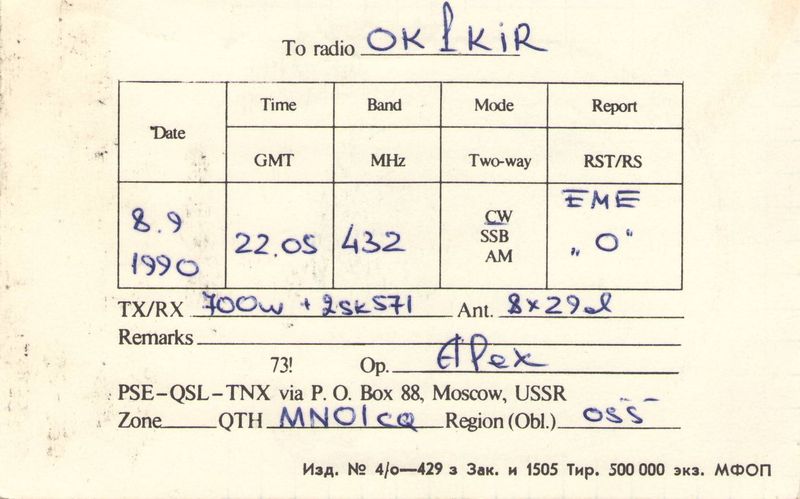 To radio OK1KIR
Date Time Band Mode Report
GMT MHz Two-way RST/RS
8.9 1990 22.05 432 CW SSB AM EME „O“
TX/RX 700w + 2SK571 Ant. 8x29el
Remarks
73! Op. Alex
PSE-QSL-TNX via P. O. Box 88, Moscow, USSR
Zone QTH MN01cq Region (Obl.) 055
Изд. № 4/о—429 з Зак. и 1505 Тир. 500 000 экз. МФОП